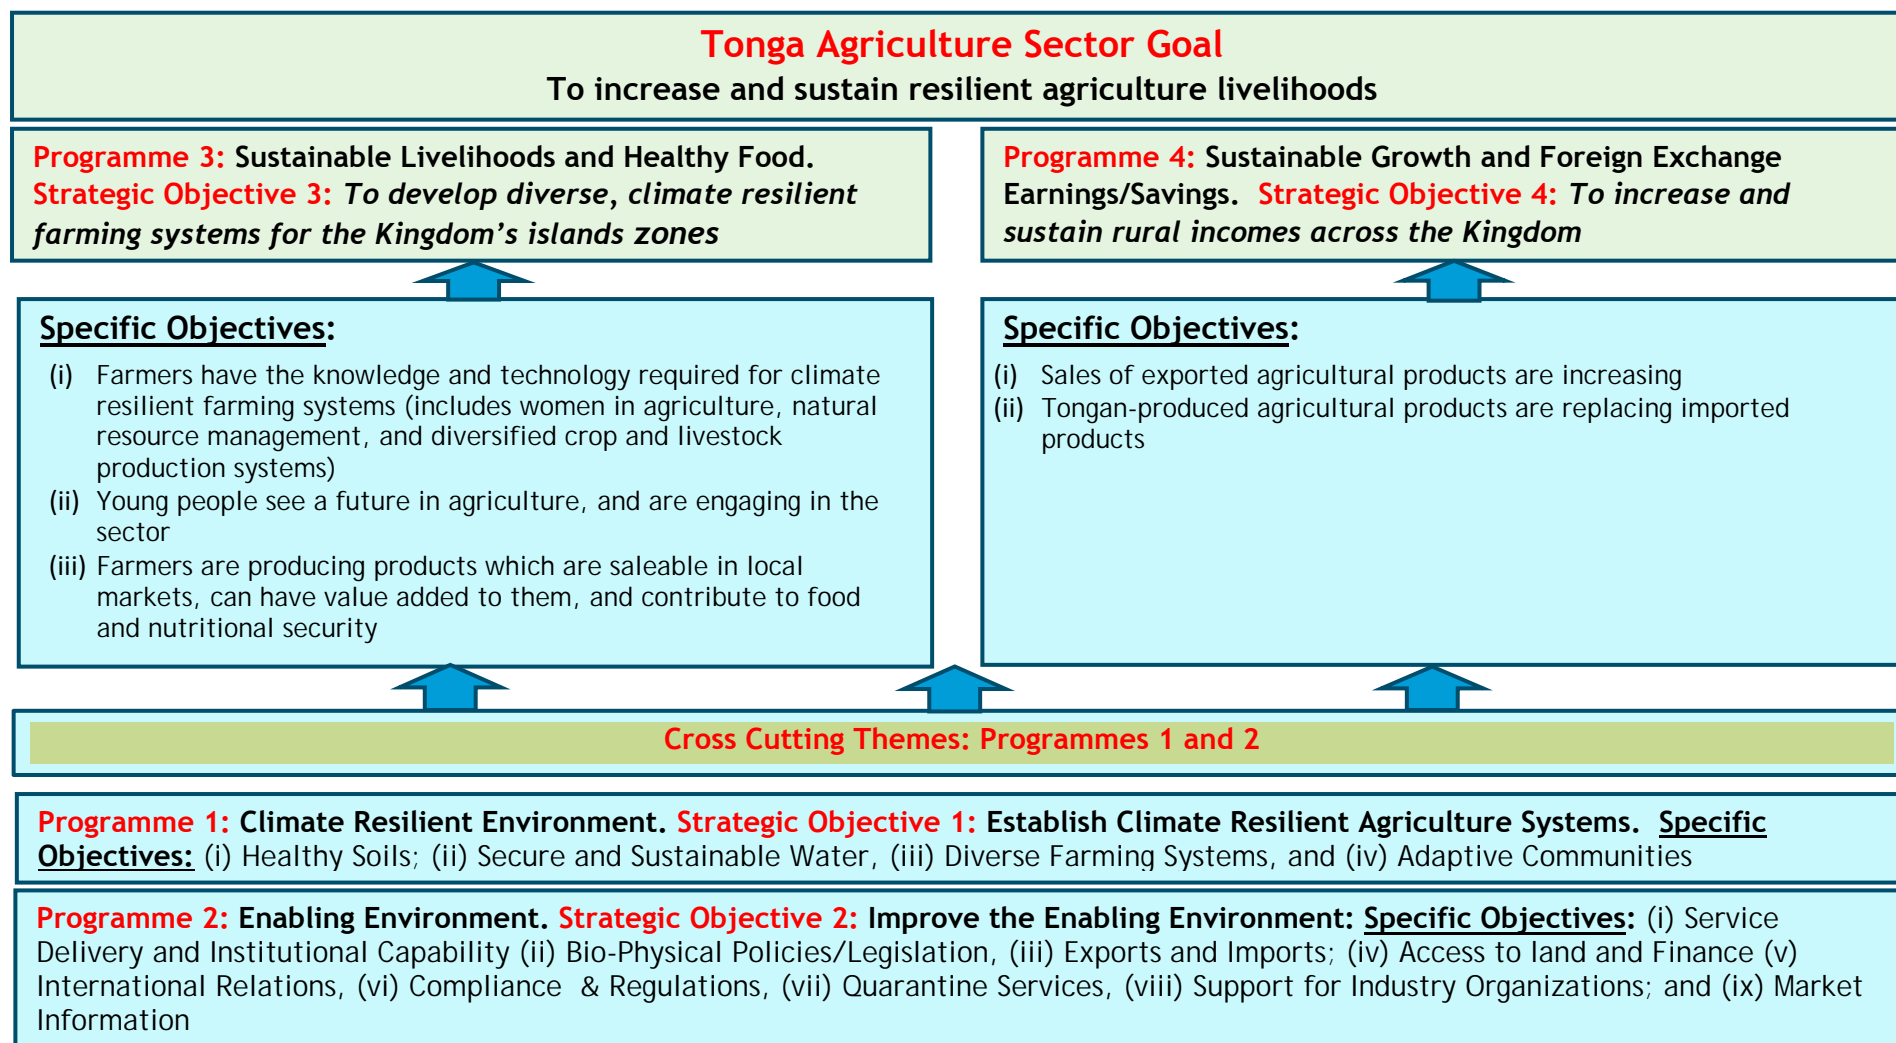 Tonga Agriculture Sector Goal
To increase and sustain resilient agriculture livelihoods
Programme 3: Sustainable Livelihoods and Healthy Food.
Strategic Objective 3: To develop diverse, climate resilient
farming systems for the Kingdom’s islands zones
Programme 4: Sustainable Growth and Foreign Exchange
Earnings/Savings. Strategic Objective 4: To increase and
sustain rural incomes across the Kingdom
Specific Objectives:
(i) Farmers have the knowledge and technology required for climate
resilient farming systems (includes women in agriculture, natural
resource management, and diversified crop and livestock
production systems)
(ii) Young people see a future in agriculture, and are engaging in the
sector
(iii) Farmers are producing products which are saleable in local
markets, can have value added to them, and contribute to food
and nutritional security
Specific Objectives:
(i) Sales of exported agricultural products are increasing
(ii) Tongan-produced agricultural products are replacing imported
products
Cross Cutting Themes: Programmes 1 and 2
Programme 1: Climate Resilient Environment. Strategic Objective 1: Establish Climate Resilient Agriculture Systems. Specific
Objectives: (i) Healthy Soils; (ii) Secure and Sustainable Water, (iii) Diverse Farming Systems, and (iv) Adaptive Communities
Programme 2: Enabling Environment. Strategic Objective 2: Improve the Enabling Environment: Specific Objectives: (i) Service
Delivery and Institutional Capability (ii) Bio-Physical Policies/Legislation, (iii) Exports and Imports; (iv) Access to land and Finance (v)
International Relations, (vi) Compliance & Regulations, (vii) Quarantine Services, (viii) Support for Industry Organizations; and (ix) Market
Information